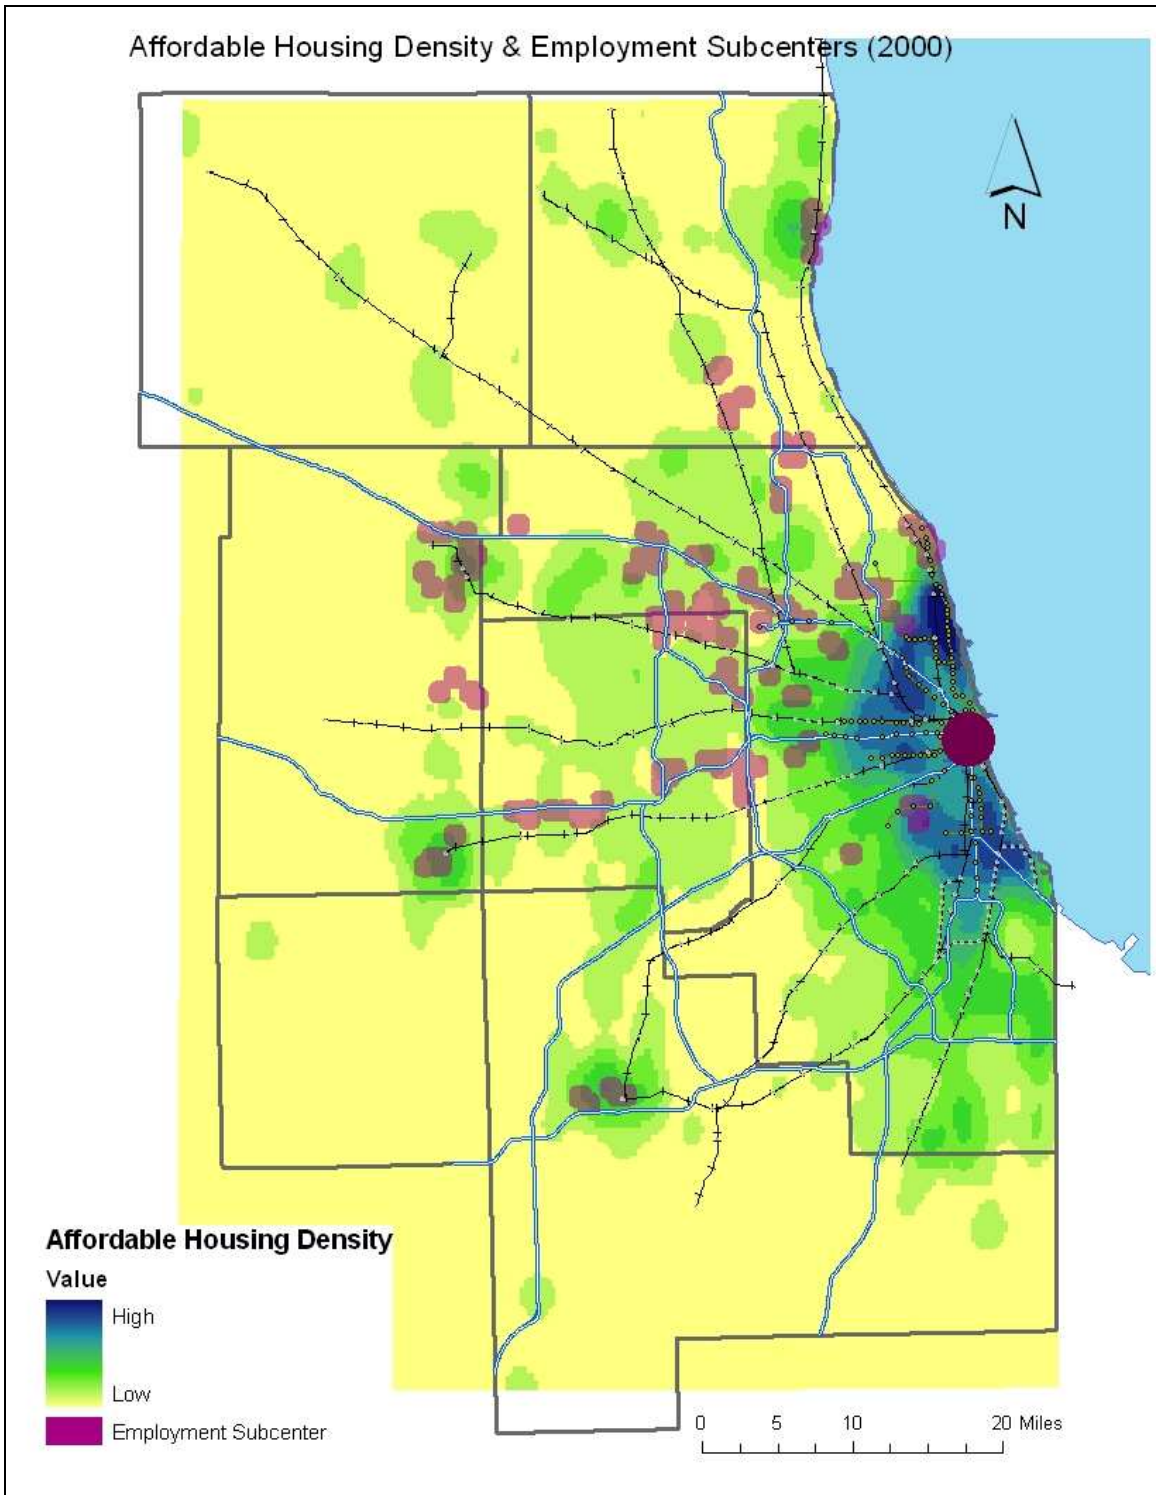 Affordable Housing Density & Employment Subcenters (2000)
N
Affordable Housing Density
Value
High
Low
Employment Subcenter
0 5 10 20 Miles